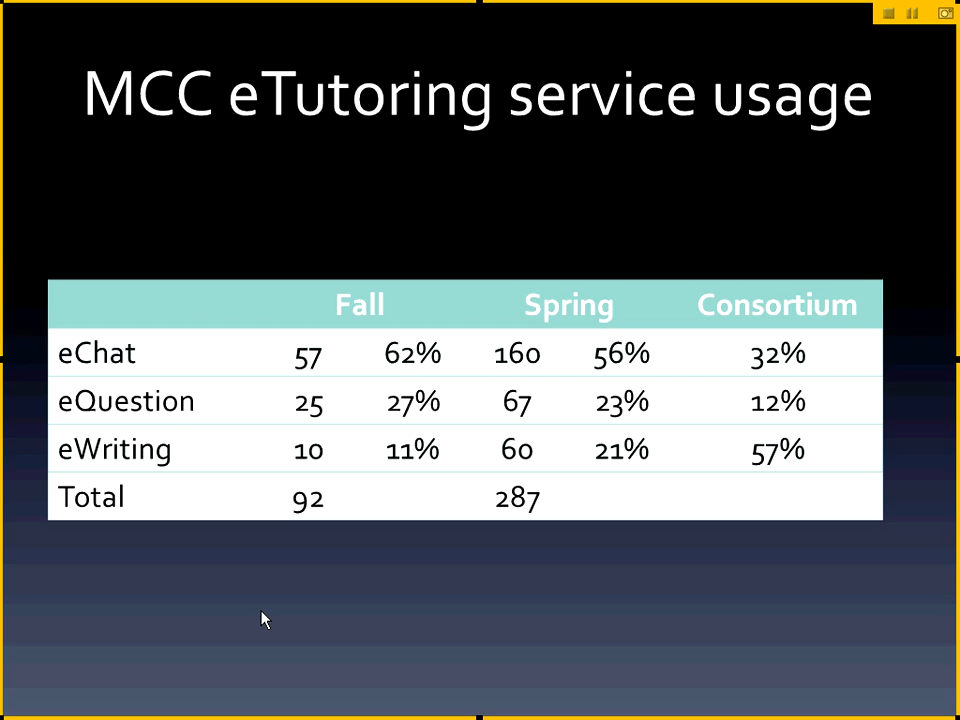 MCC eTutoring service usage
Fall Spring Consortium
eChat 57 62% 160 56% 32%
eQuestion 25 27% 67 23% 12%
eWriting 10 11% 60 21% 57%
Total 92 287